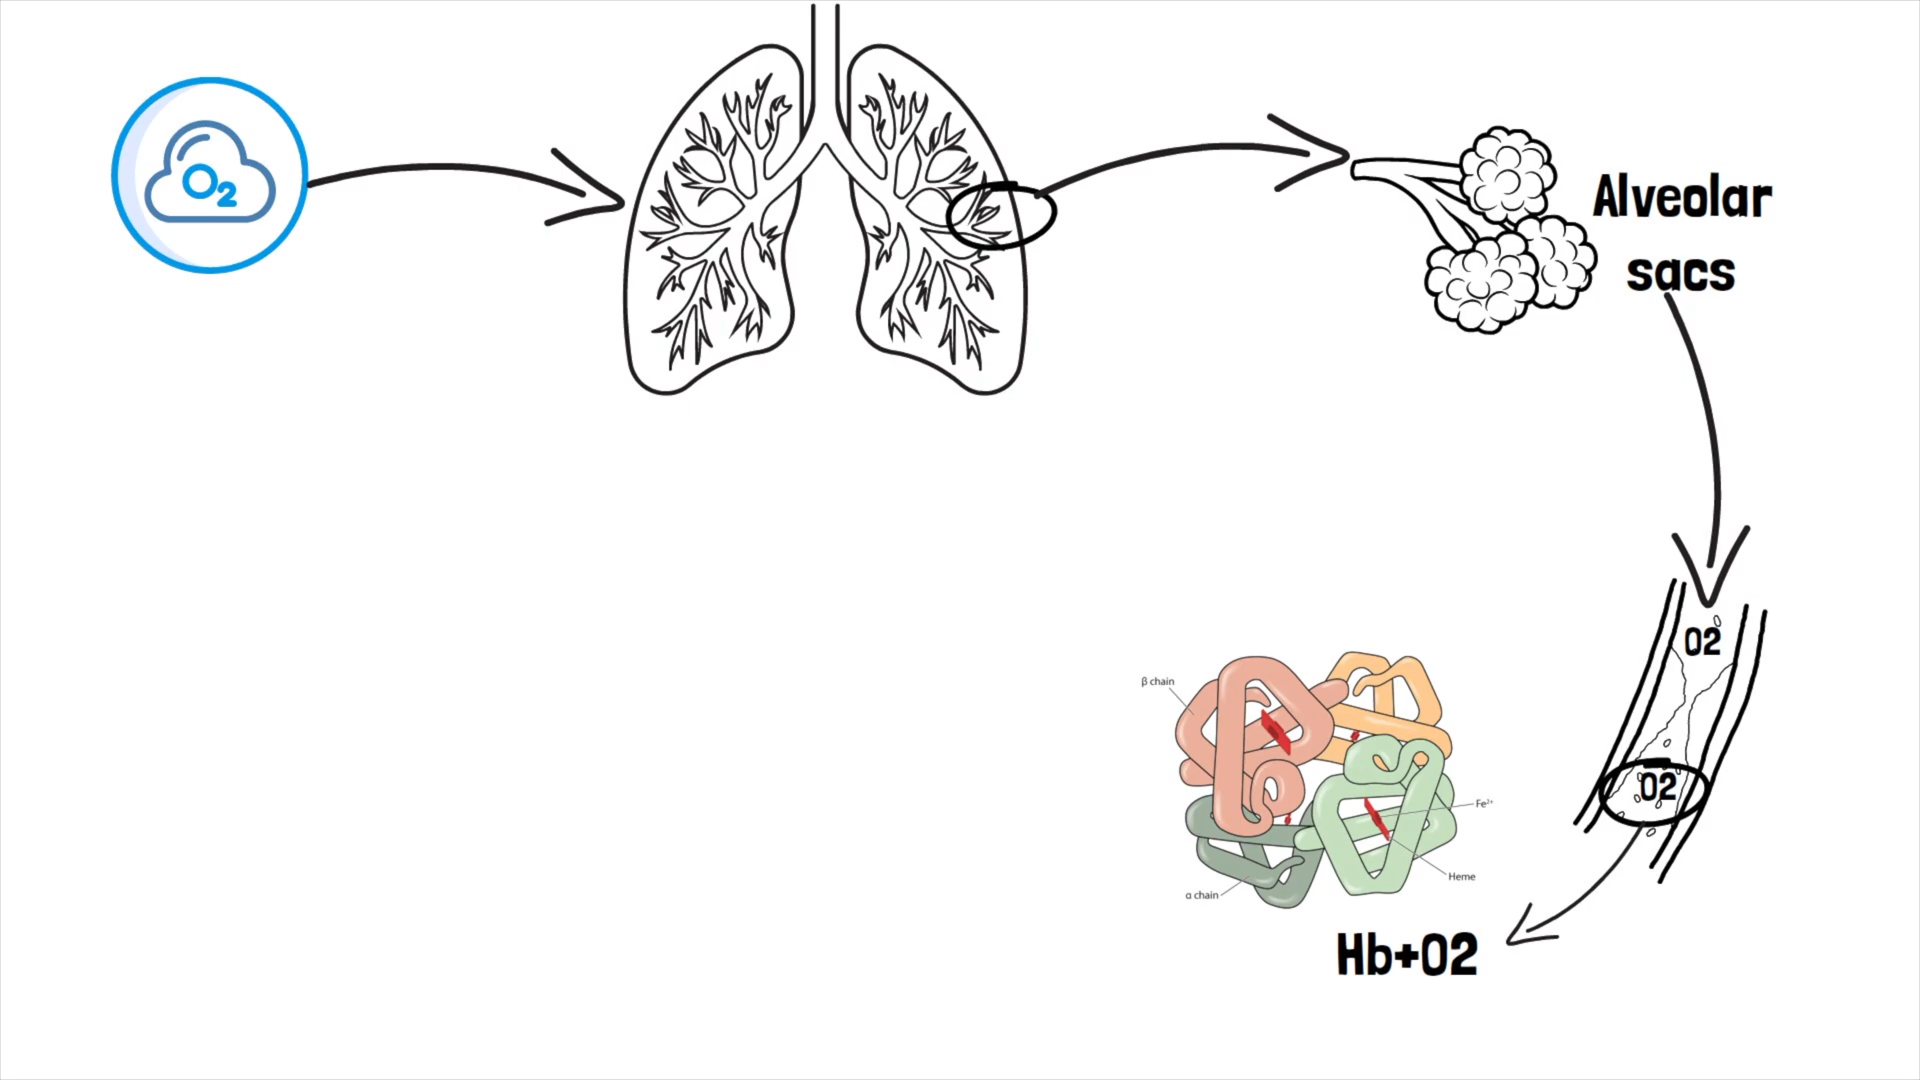 O₂
Alveolar
sacs
O2
O2
β chain
Fe²⁺
Heme
α chain
Hb+O2